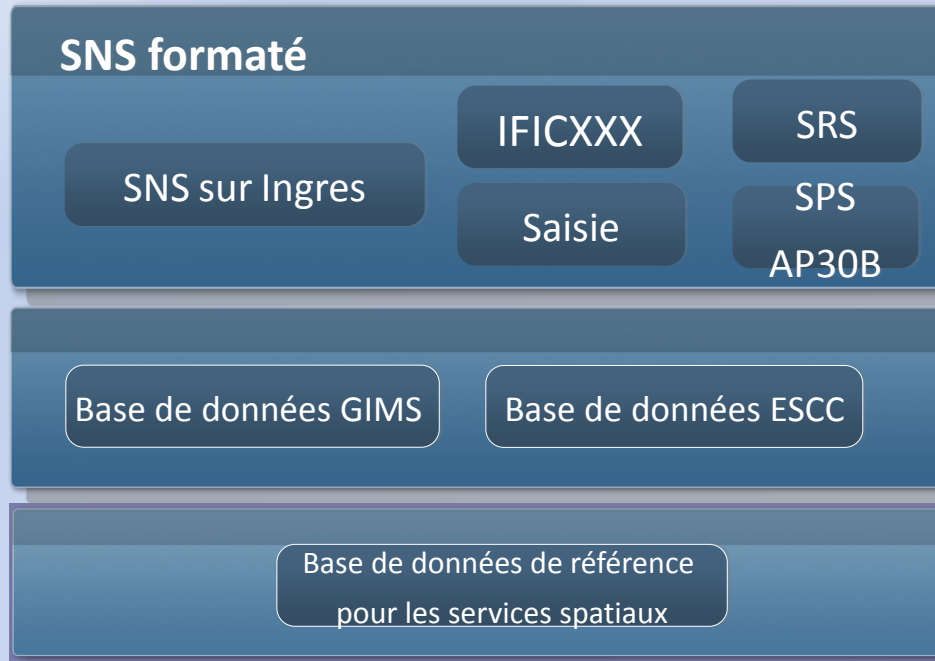 SNS formaté
SNS sur Ingres
IFICXXX
Saisie
SRS
SPS
AP30B
Base de données GIMS
Base de données ESCC
Base de données de référence
pour les services spatiaux